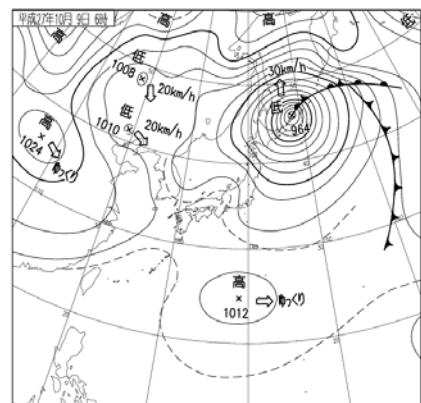 平成27年10月 9日 6時
高
高
低
低
1008
20km/h
低
1010
20km/h
高
1024
ゆっくり
30km/h
低
964
高
1012
ゆっくり